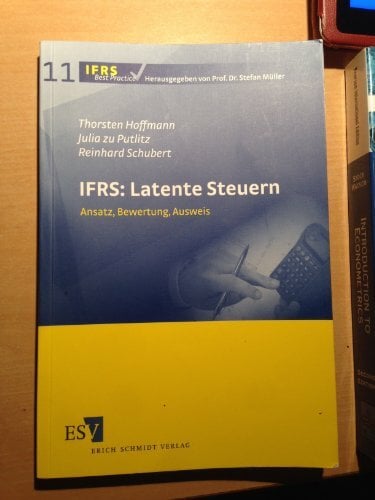 11 IFRS
Best Practice Herausgegeben von Prof. Dr. Stefan Müller
Thorsten Hoffmann
Julia zu Putlitz
Reinhard Schubert
IFRS: Latente Steuern
Ansatz, Bewertung, Ausweis
ESV
ERICH SCHMIDT VERLAG
INTRODUCTION TO
ECONOMETRICS